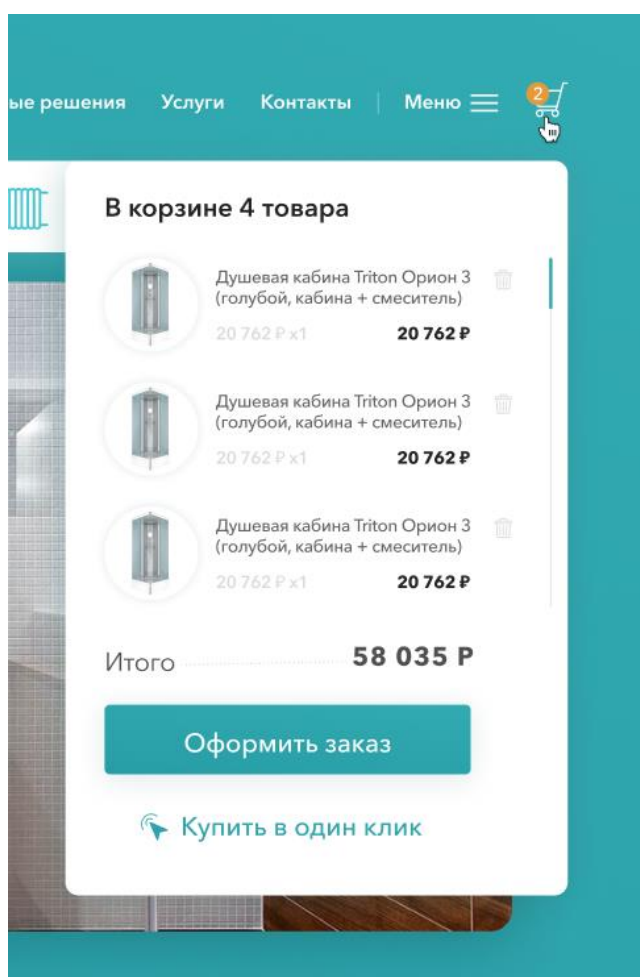 ые решения Услуги Контакты Меню 2
В корзине 4 товара
Душевая кабина Triton Орион 3
(голубой, кабина + смеситель)
20 762 ₽ x1 20 762 ₽
Душевая кабина Triton Орион 3
(голубой, кабина + смеситель)
20 762 ₽ x1 20 762 ₽
Душевая кабина Triton Орион 3
(голубой, кабина + смеситель)
20 762 ₽ x1 20 762 ₽
Итого 58 035 Р
Оформить заказ
Купить в один клик